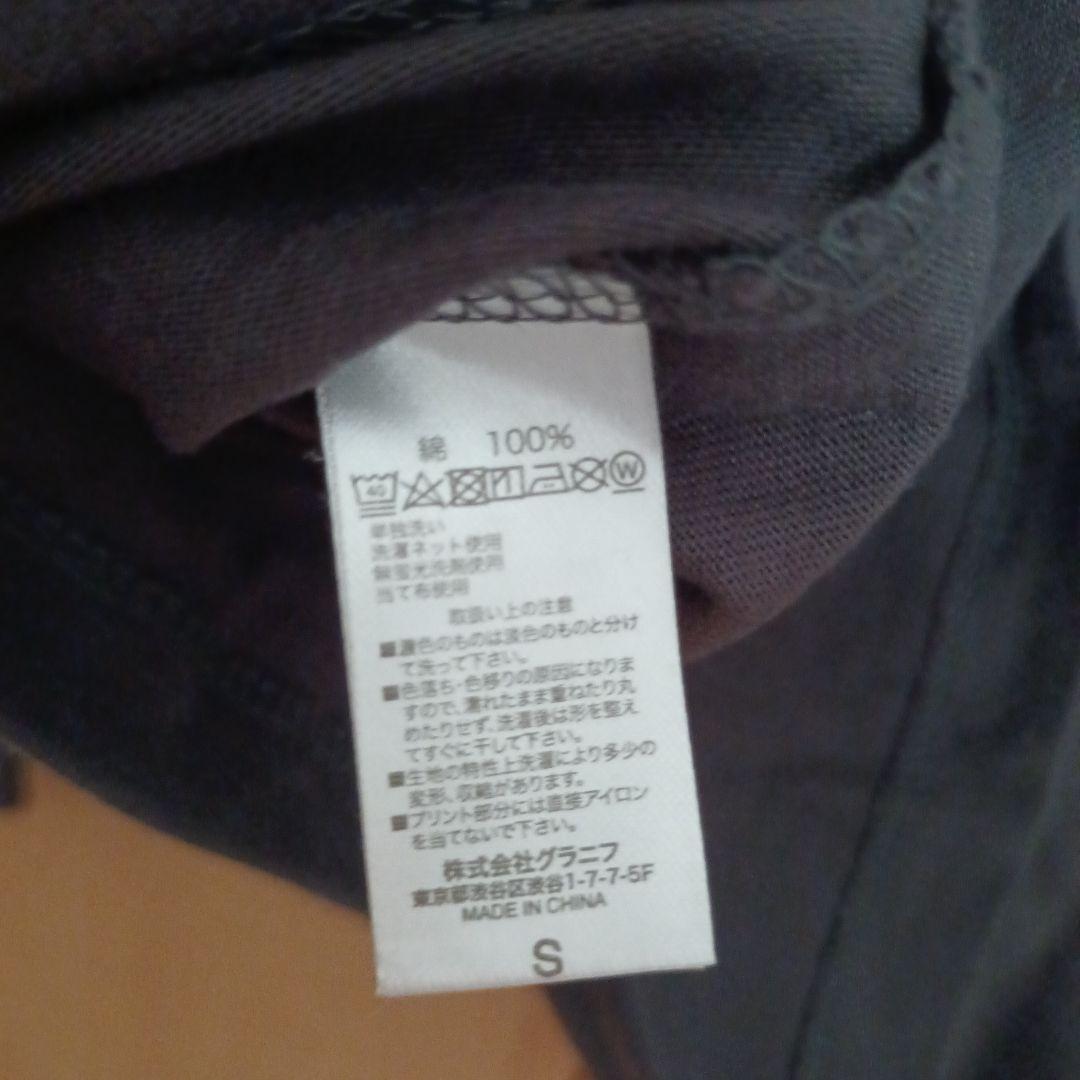 綿 100%
40 W
単独洗い
洗濯ネット使用
無蛍光洗剤使用
当て布使用
取扱い上の注意
■濃色のものは淡色のものと分け
て洗って下さい。
■色落ち・色移りの原因になりま
すので、濡れたまま重ねたり丸
めたりせず、洗濯後は形を整え
てすぐに干して下さい。
■生地の特性上洗濯により多少の
変形、収縮があります。
■プリント部分には直接アイロン
を当てないで下さい。
株式会社グラニフ
東京都渋谷区渋谷1-7-7-5F
MADE IN CHINA
S